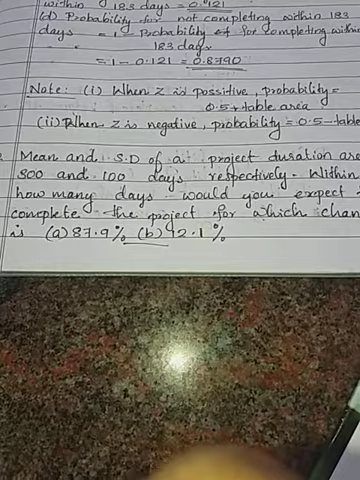 within 183 days = 0.121
(d) Probability for not completing within 183
days = 1 - Probability of for completing within
183 days
= 1 - 0.121 = 0.8790
Note: (i) When Z is possitive, probability =
0.5 + table area
(ii) When Z is negative, probability = 0.5 - table
Mean and S.D of a project duration are
300 and 100 days respectively. Within
how many days would you expect
complete the project for which chan
is (a) 87.9% (b) 12.1%